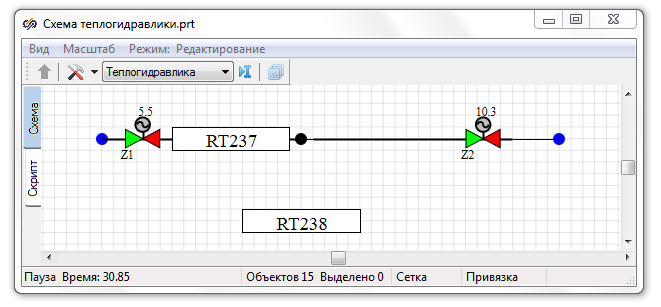 Схема теплогидравлики.prt
Вид Масштаб Режим: Редактирование
Теплогидравлика
Схема
Скрипт
5.5
10.3
RT237
Z1
Z2
RT238
Пауза Время: 30.85 Объектов 15 Выделено 0 Сетка Привязка